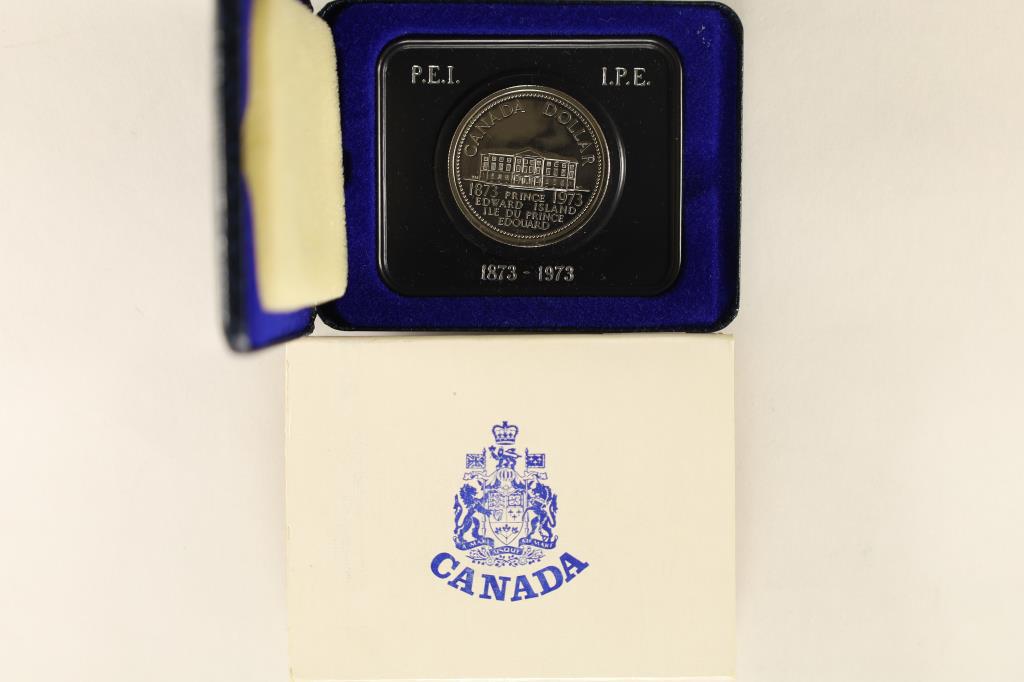 P.E.I. I.P.E.
CANADA DOLLAR
1873 PRINCE 1973
EDWARD ISLAND
ILE DU PRINCE
EDOUARD
1873 - 1973
CANADA